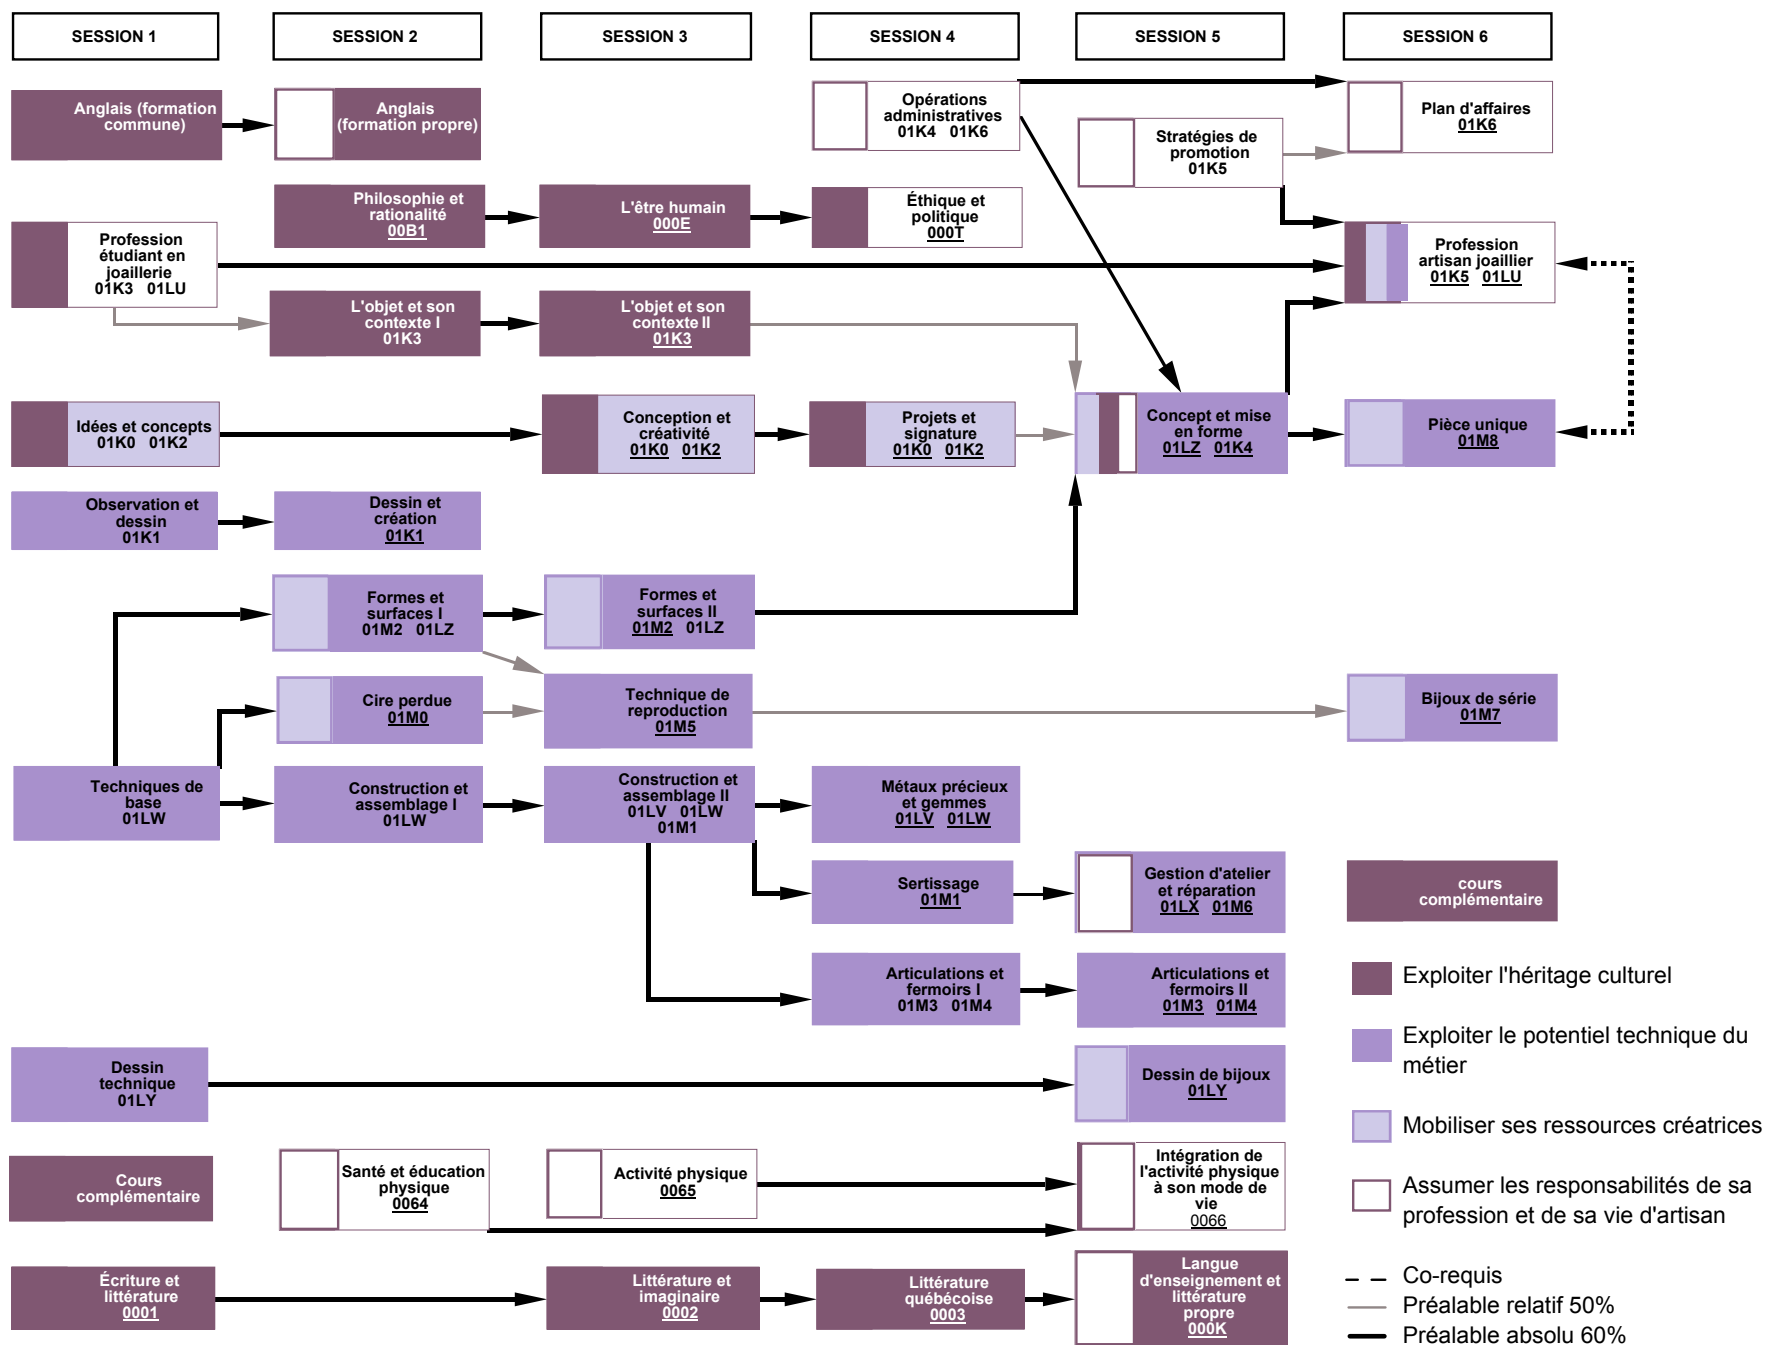 SESSION 1
SESSION 2
SESSION 3
SESSION 4
SESSION 5
SESSION 6
Anglais (formation
commune)
Anglais
(formation propre)
Opérations
administratives
01K4 01K6
Stratégies de
promotion
01K5
Plan d'affaires
01K6
Philosophie et
rationalité
00B1
L'être humain
000E
Éthique et
politique
000T
Profession
étudiant en
joaillerie
01K3 01LU
Profession
artisan joaillier
01K5 01LU
L'objet et son
contexte I
01K3
L'objet et son
contexte II
01K3
Idées et concepts
01K0 01K2
Conception et
créativité
01K0 01K2
Projets et
signature
01K0 01K2
Concept et mise
en forme
01LZ 01K4
Pièce unique
01M8
Observation et
dessin
01K1
Dessin et
création
01K1
Formes et
surfaces I
01M2 01LZ
Formes et
surfaces II
01M2 01LZ
Cire perdue
01M0
Technique de
reproduction
01M5
Bijoux de série
01M7
Techniques de
base
01LW
Construction et
assemblage I
01LW
Construction et
assemblage II
01LV 01LW
01M1
Métaux précieux
et gemmes
01LV 01LW
Sertissage
01M1
Gestion d'atelier
et réparation
01LX 01M6
cours
complémentaire
Articulations et
fermoirs I
01M3 01M4
Articulations et
fermoirs II
01M3 01M4
Exploiter l'héritage culturel
Exploiter le potentiel technique du
métier
Dessin
technique
01LY
Dessin de bijoux
01LY
Mobiliser ses ressources créatrices
Cours
complémentaire
Santé et éducation
physique
0064
Activité physique
0065
Intégration de
l'activité physique
à son mode de
vie
0066
Assumer les responsabilités de sa
profession et de sa vie d'artisan
Écriture et
littérature
0001
Littérature et
imaginaire
0002
Littérature
québécoise
0003
Langue
d'enseignement et
littérature
propre
000K
Co-requis
Préalable relatif 50%
Préalable absolu 60%